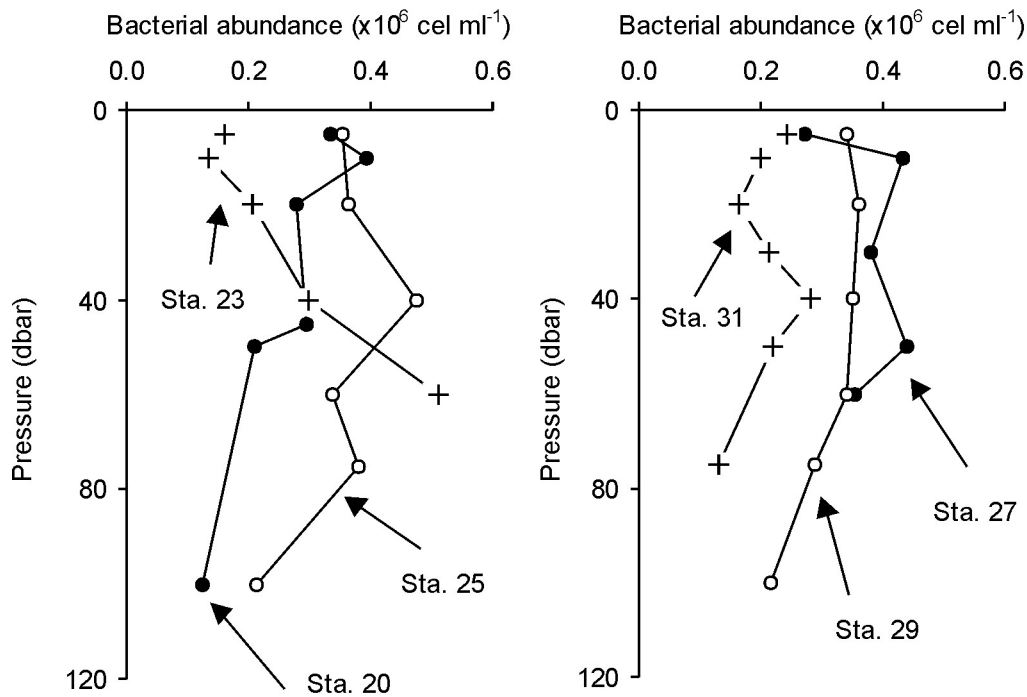 Bacterial abundance (x10⁶ cel ml⁻¹)
0.0 0.2 0.4 0.6
0
40
80
120
Pressure (dbar)
Sta. 23
Sta. 25
Sta. 20
Bacterial abundance (x10⁶ cel ml⁻¹)
0.0 0.2 0.4 0.6
0
40
80
120
Pressure (dbar)
Sta. 31
Sta. 27
Sta. 29